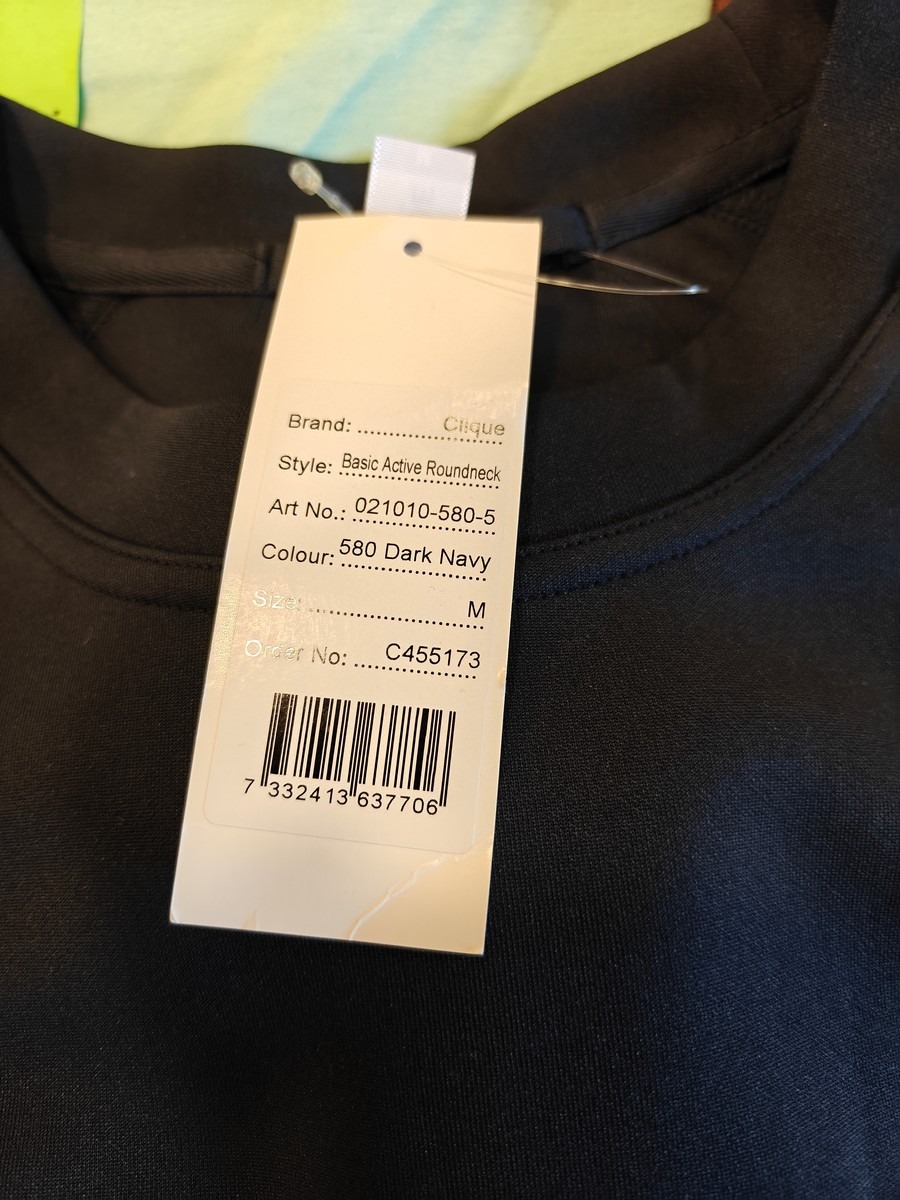 Brand: ........................ Clique
Style: Basic Active Roundneck
Art No.: 021010-580-5
Colour: 580 Dark Navy
Size: ........................... M
Order No: ..... C455173
7 332413 637706